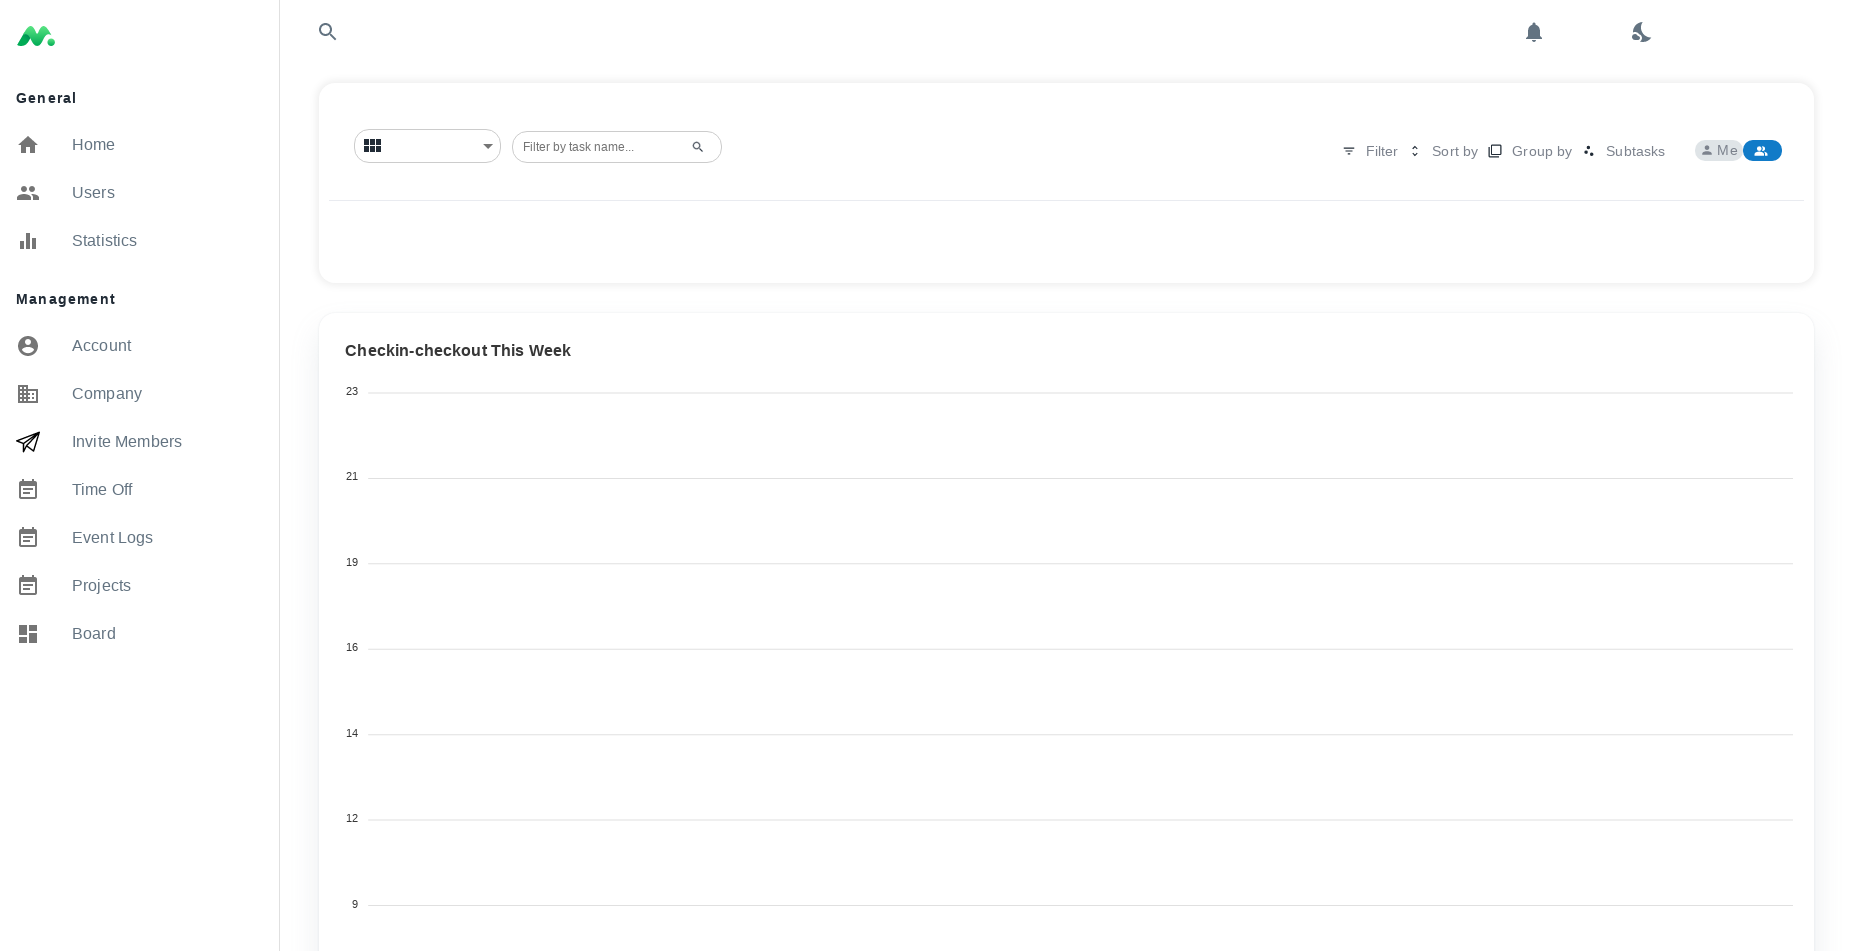 General
Home
Users
Statistics
Management
Account
Company
Invite Members
Time Off
Event Logs
Projects
Board
Filter by task name...
Filter
Sort by
Group by
Subtasks
Me
Checkin-checkout This Week
23
21
19
16
14
12
9